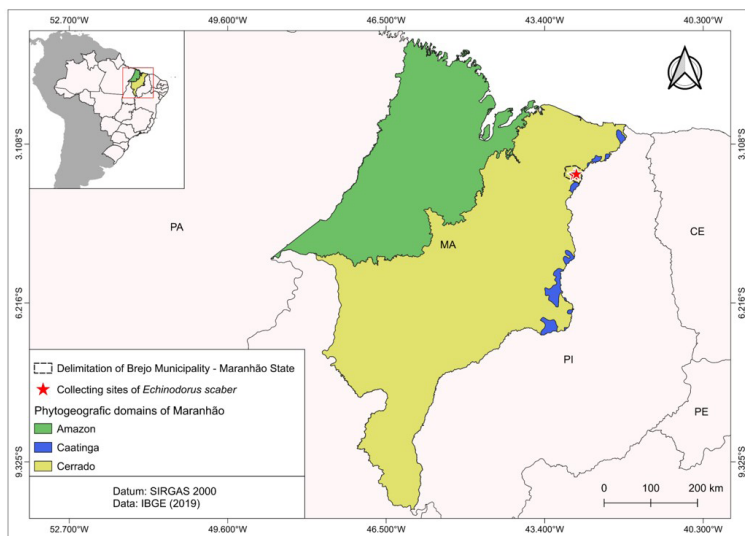 52.700°W 49.600°W 46.500°W 43.400°W 40.300°W
3.108°S 3.108°S
PA
MA
CE
6.216°S 6.216°S
PI
PE
9.325°S 9.325°S
Delimitation of Brejo Municipality - Maranhão State
Collecting sites of Echinodorus scaber
Phytogeografic domains of Maranhão
Amazon
Caatinga
Cerrado
Datum: SIRGAS 2000
Data: IBGE (2019)
0 100 200 km
52.700°W 49.600°W 46.500°W 43.400°W 40.300°W